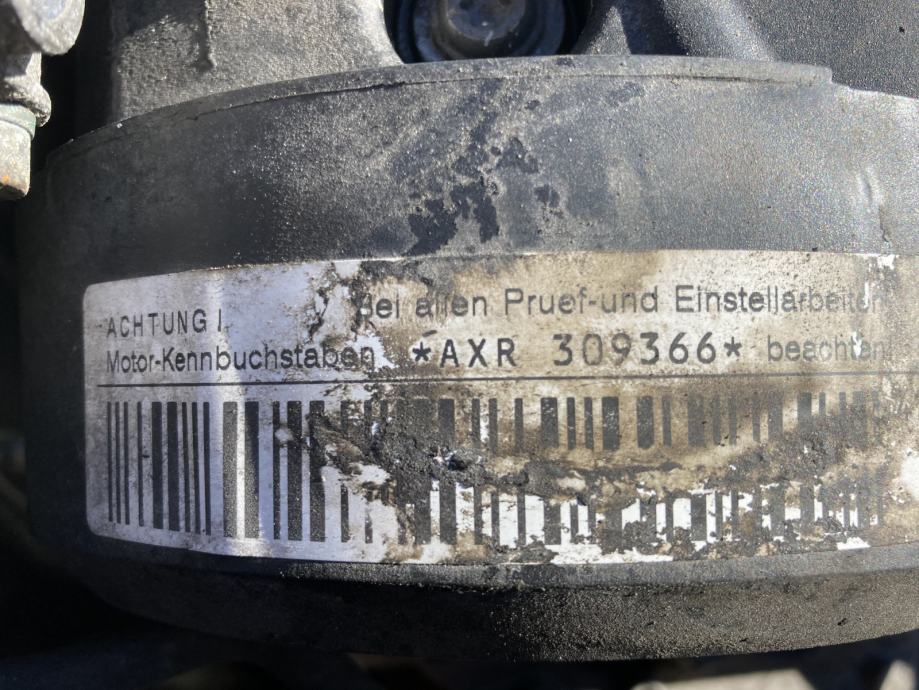 ACHTUNG ! Bei allen Pruef-und Einstellarbeiten
Motor-Kennbuchstaben *AXR 309366* beachten